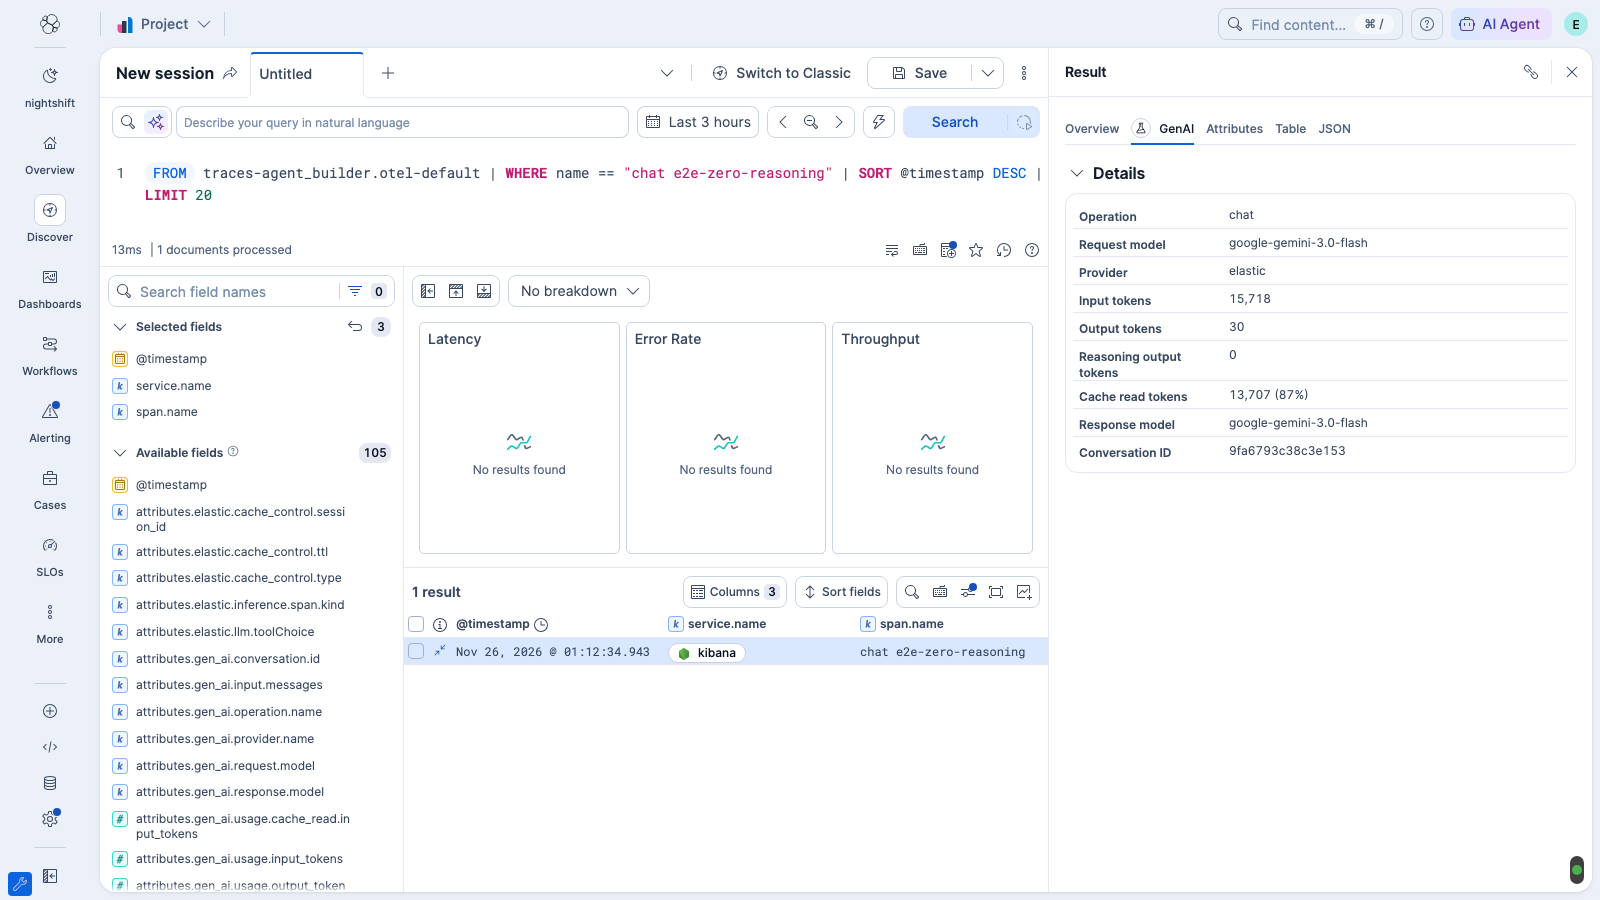 Project
Find content...
⌘ /
AI Agent
E
nightshift
Overview
Discover
Dashboards
Workflows
Alerting
Cases
SLOs
More
New session
Untitled
Switch to Classic
Save
Describe your query in natural language
Last 3 hours
Search
1 FROM traces-agent_builder.otel-default | WHERE name == "chat e2e-zero-reasoning" | SORT @timestamp DESC |
LIMIT 20
13ms | 1 documents processed
Search field names
0
Selected fields
3
@timestamp
k service.name
k span.name
Available fields
105
@timestamp
k attributes.elastic.cache_control.sessi
on_id
k attributes.elastic.cache_control.ttl
k attributes.elastic.cache_control.type
k attributes.elastic.inference.span.kind
k attributes.elastic.llm.toolChoice
k attributes.gen_ai.conversation.id
k attributes.gen_ai.input.messages
k attributes.gen_ai.operation.name
k attributes.gen_ai.provider.name
k attributes.gen_ai.request.model
k attributes.gen_ai.response.model
# attributes.gen_ai.usage.cache_read.in
put_tokens
# attributes.gen_ai.usage.input_tokens
# attributes.gen_ai.usage.output_token
No breakdown
Latency
No results found
Error Rate
No results found
Throughput
No results found
1 result
Columns 3
Sort fields
@timestamp
k service.name
k span.name
Nov 26, 2026 @ 01:12:34.943
kibana
chat e2e-zero-reasoning
Result
Overview
GenAI
Attributes
Table
JSON
Details
Operation chat
Request model google-gemini-3.0-flash
Provider elastic
Input tokens 15,718
Output tokens 30
Reasoning output
tokens 0
Cache read tokens 13,707 (87%)
Response model google-gemini-3.0-flash
Conversation ID 9fa6793c38c3e153